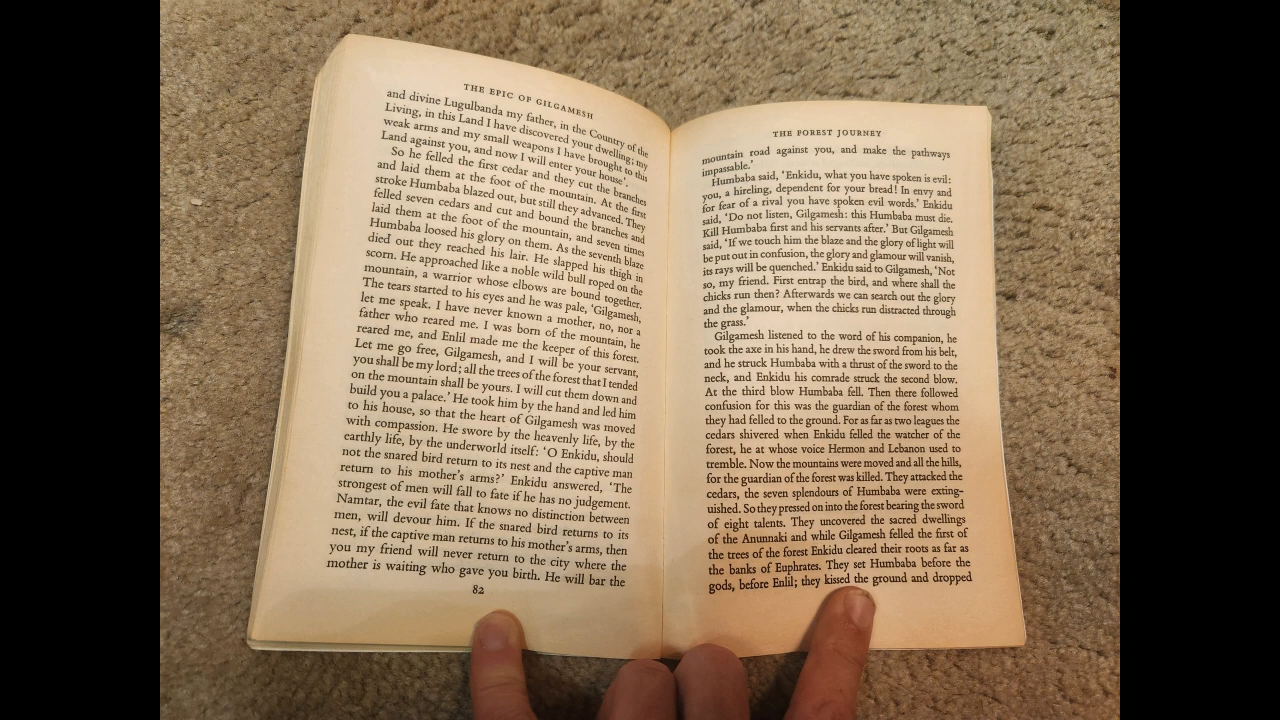 THE EPIC OF GILGAMESH
and divine Lugulbanda my father, in the Country of the
Living, in this Land I have discovered your dwelling; my
weak arms and my small weapons I have brought to this
Land against you, and now I will enter your house'.
So he felled the first cedar and they cut the branches
and laid them at the foot of the mountain. At the first
stroke Humbaba blazed out, but still they advanced. They
felled seven cedars and cut and bound the branches and
laid them at the foot of the mountain, and seven times
Humbaba loosed his glory on them. As the seventh blaze
died out they reached his lair. He slapped his thigh in
scorn. He approached like a noble wild bull roped on the
mountain, a warrior whose elbows are bound together.
The tears started to his eyes and he was pale, 'Gilgamesh,
let me speak. I have never known a mother, no, nor a
father who reared me. I was born of the mountain, he
reared me, and Enlil made me the keeper of this forest.
Let me go free, Gilgamesh, and I will be your servant,
you shall be my lord; all the trees of the forest that I tended
on the mountain shall be yours. I will cut them down and
build you a palace.' He took him by the hand and led him
to his house, so that the heart of Gilgamesh was moved
with compassion. He swore by the heavenly life, by the
earthly life, by the underworld itself: 'O Enkidu, should
not the snared bird return to its nest and the captive man
return to his mother's arms?' Enkidu answered, 'The
strongest of men will fall to fate if he has no judgement.
Namtar, the evil fate that knows no distinction between
men, will devour him. If the snared bird returns to its
nest, if the captive man returns to his mother's arms, then
you my friend will never return to the city where the
mother is waiting who gave you birth. He will bar the
82
THE FOREST JOURNEY
mountain road against you, and make the pathways
impassable.'
Humbaba said, 'Enkidu, what you have spoken is evil:
you, a hireling, dependent for your bread! In envy and
for fear of a rival you have spoken evil words.' Enkidu
said, 'Do not listen, Gilgamesh: this Humbaba must die.
Kill Humbaba first and his servants after.' But Gilgamesh
said, 'If we touch him the blaze and the glory of light will
be put out in confusion, the glory and glamour will vanish,
its rays will be quenched.' Enkidu said to Gilgamesh, 'Not
so, my friend. First entrap the bird, and where shall the
chicks run then? Afterwards we can search out the glory
and the glamour, when the chicks run distracted through
the grass.'
Gilgamesh listened to the word of his companion, he
took the axe in his hand, he drew the sword from his belt,
and he struck Humbaba with a thrust of the sword to the
neck, and Enkidu his comrade struck the second blow.
At the third blow Humbaba fell. Then there followed
confusion for this was the guardian of the forest whom
they had felled to the ground. For as far as two leagues the
cedars shivered when Enkidu felled the watcher of the
forest, he at whose voice Hermon and Lebanon used to
tremble. Now the mountains were moved and all the hills,
for the guardian of the forest was killed. They attacked the
cedars, the seven splendours of Humbaba were exting-
uished. So they pressed on into the forest bearing the sword
of eight talents. They uncovered the sacred dwellings
of the Anunnaki and while Gilgamesh felled the first of
the trees of the forest Enkidu cleared their roots as far as
the banks of Euphrates. They set Humbaba before the
gods, before Enlil; they kissed the ground and dropped